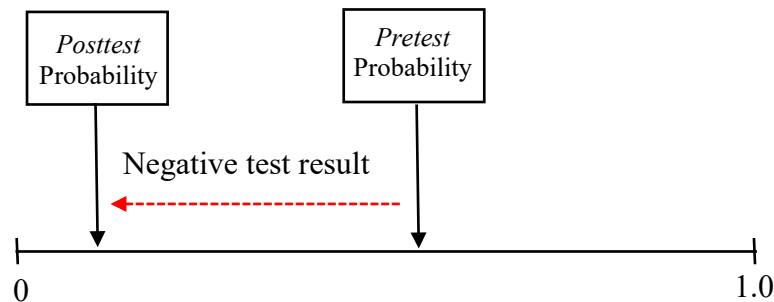 Posttest
Probability
Pretest
Probability
Negative test result
0
1.0